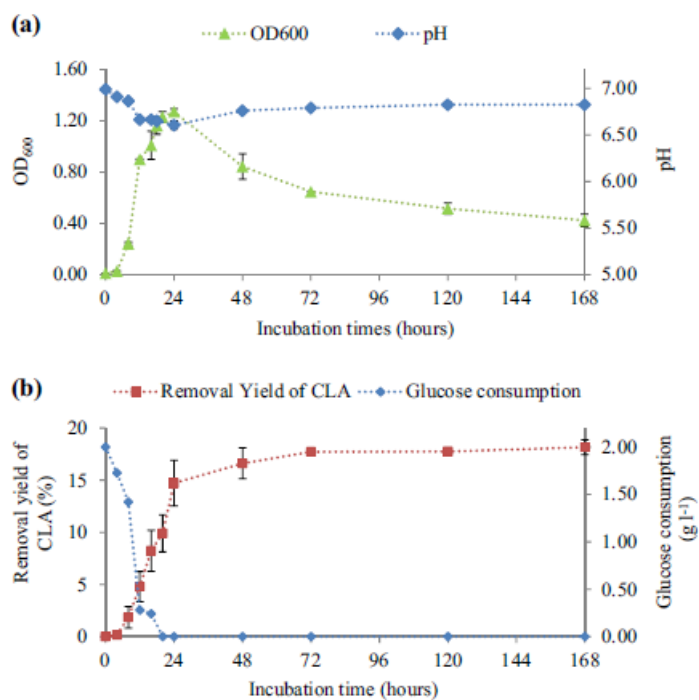 (a)
OD600 pH
1.60 7.00
1.20 6.50
0.80 6.00
0.40 5.50
0.00 5.00
OD600
pH
0 24 48 72 96 120 144 168
Incubation times (hours)
(b)
Removal Yield of CLA Glucose consumption
20 2.00
15 1.50
10 1.00
5 0.50
0 0.00
Removal yield of
CLA (%)
Glucose consumption
(g l-1)
0 24 48 72 96 120 144 168
Incubation time (hours)